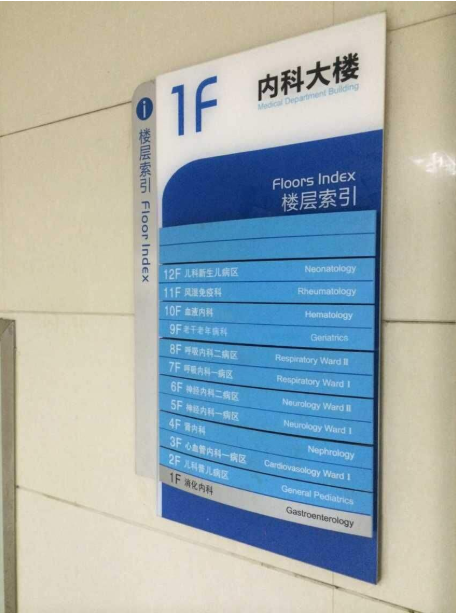 1F
内科大楼
Medical Department Building
Floors Index
楼层索引
楼层索引 Floor Index
12F 儿科新生儿病区 Neonatology
11F 风湿免疫科 Rheumatology
10F 血液内科 Hematology
9F 老干老年病科 Geriatrics
8F 呼吸内科二病区 Respiratory Ward II
7F 呼吸内科一病区 Respiratory Ward I
6F 神经内科二病区 Neurology Ward II
5F 神经内科一病区 Neurology Ward I
4F 肾内科 Nephrology
3F 心血管内科一病区 Cardiovasology Ward I
2F 儿科普儿病区 General Pediatrics
1F 消化内科 Gastroenterology